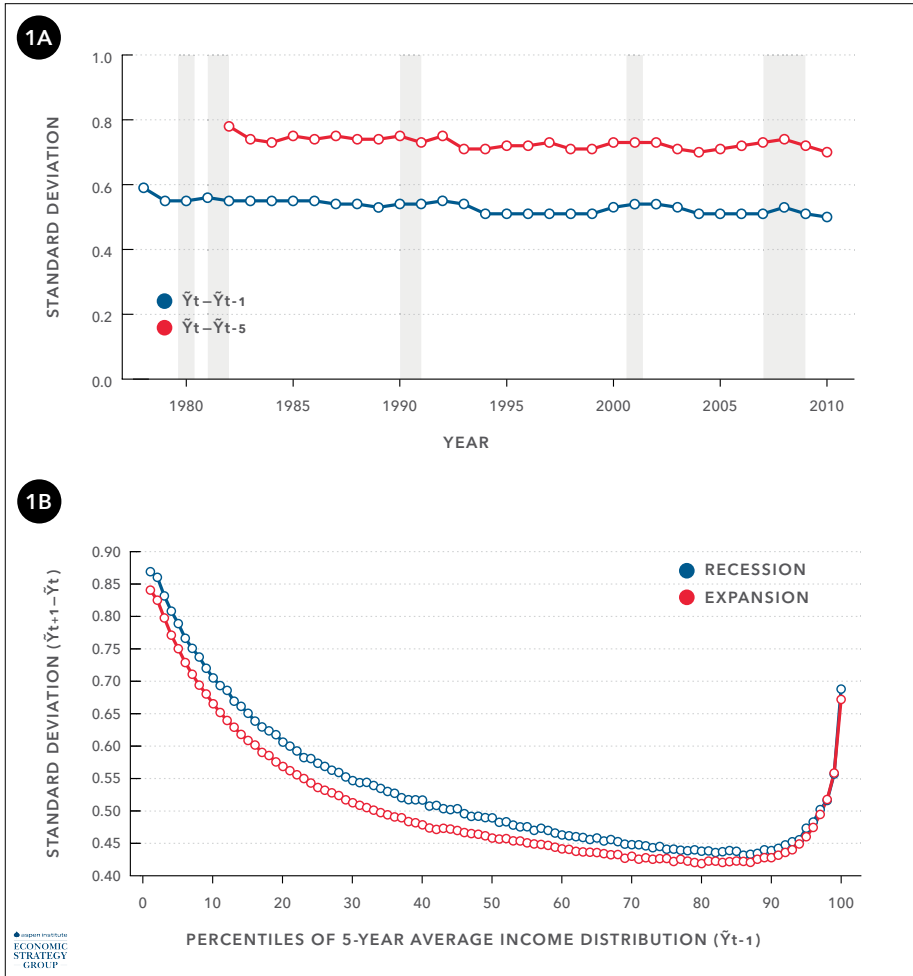 1A
STANDARD DEVIATION
1.0
0.8
0.6
0.4
0.2
0.0
Ỹt–Ỹt-1
Ỹt–Ỹt-5
1980 1985 1990 1995 2000 2005 2010
YEAR
1B
STANDARD DEVIATION (Ỹt+1–Ỹt)
0.90
0.85
0.80
0.75
0.70
0.65
0.60
0.55
0.50
0.45
0.40
RECESSION
EXPANSION
0 10 20 30 40 50 60 70 80 90 100
PERCENTILES OF 5-YEAR AVERAGE INCOME DISTRIBUTION (Ỹt-1)
aspen institute
ECONOMIC
STRATEGY
GROUP